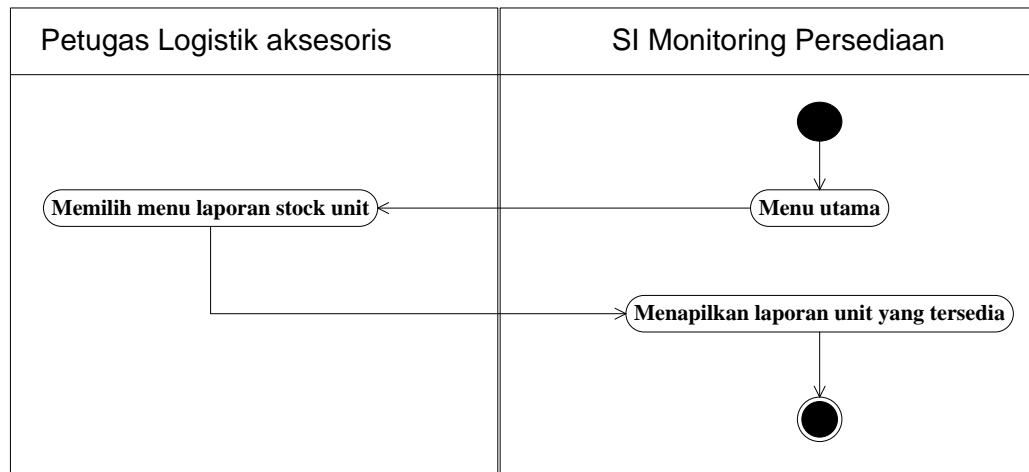 Petugas Logistik aksesoris
SI Monitoring Persediaan
Menu utama
Memilih menu laporan stock unit
Menapilkan laporan unit yang tersedia